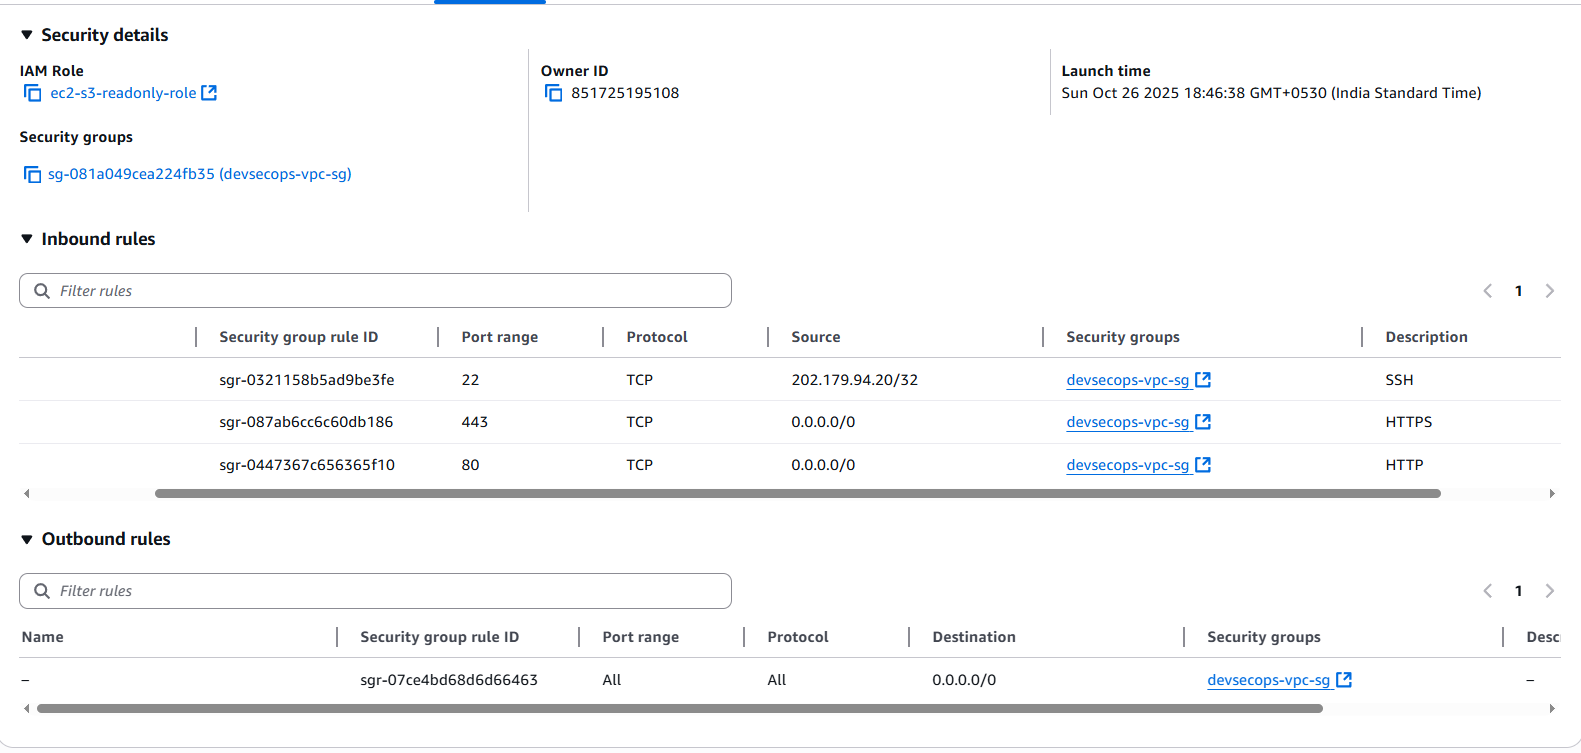 Security details
IAM Role
ec2-s3-readonly-role
Owner ID
851725195108
Launch time
Sun Oct 26 2025 18:46:38 GMT+0530 (India Standard Time)
Security groups
sg-081a049cea224fb35 (devsecops-vpc-sg)
Inbound rules
Filter rules
1
Security group rule ID Port range Protocol Source Security groups Description
sgr-0321158b5ad9be3fe 22 TCP 202.179.94.20/32 devsecops-vpc-sg SSH
sgr-087ab6cc6c60db186 443 TCP 0.0.0.0/0 devsecops-vpc-sg HTTPS
sgr-0447367c656365f10 80 TCP 0.0.0.0/0 devsecops-vpc-sg HTTP
Outbound rules
Filter rules
1
Name Security group rule ID Port range Protocol Destination Security groups Desc
– sgr-07ce4bd68d6d66463 All All 0.0.0.0/0 devsecops-vpc-sg –